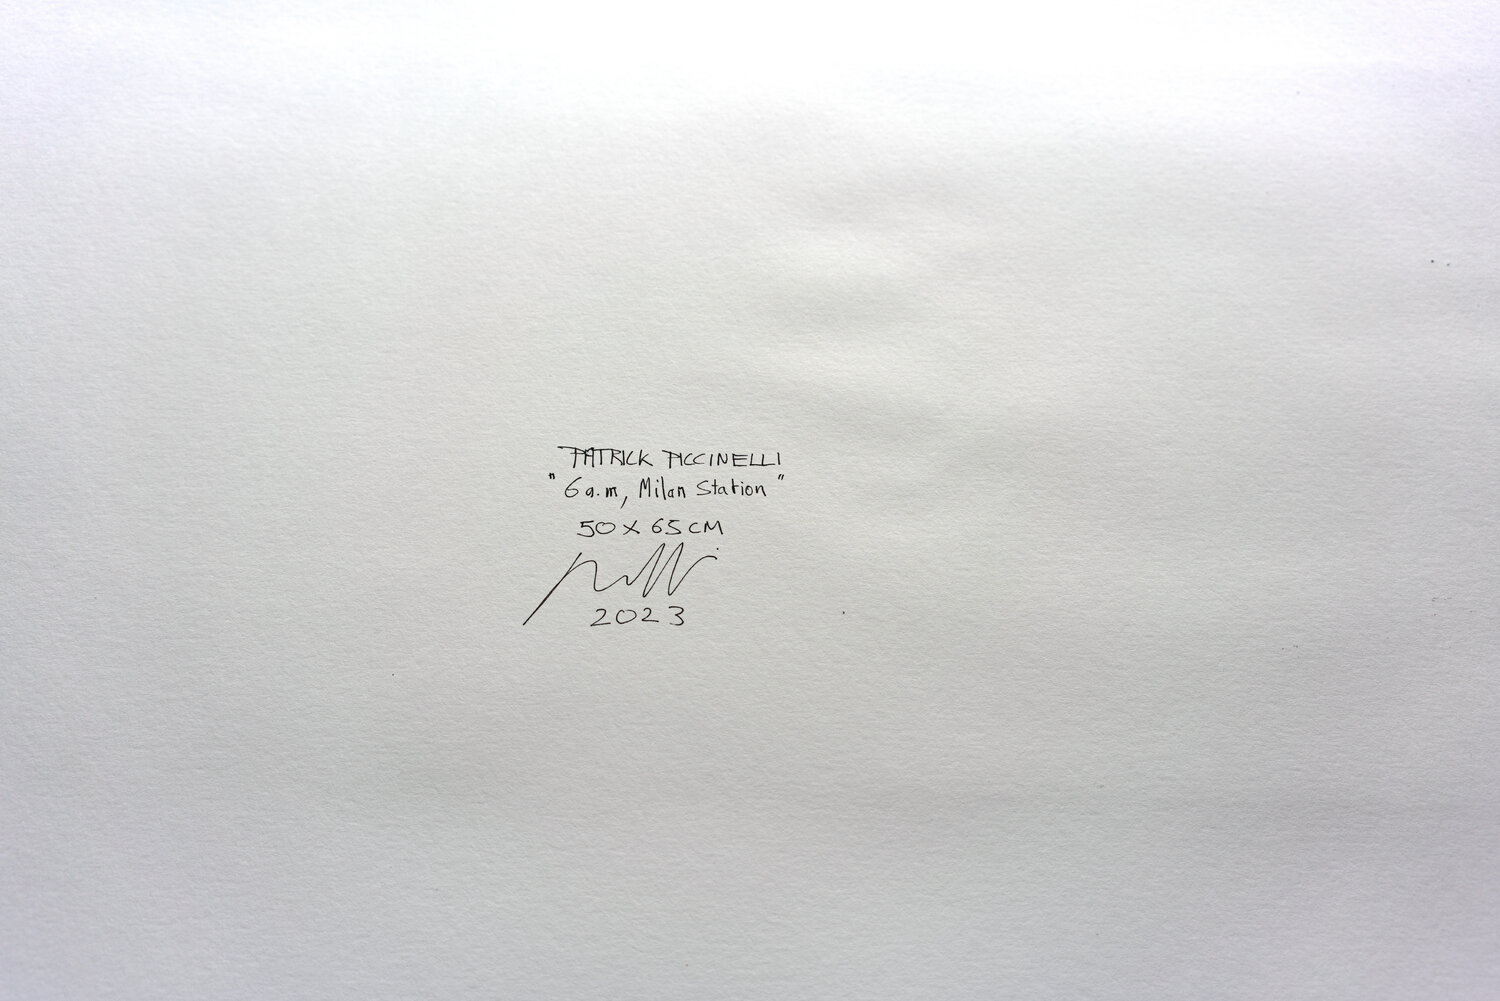 PATRICK PICCINELLI
"6 a.m, Milan Station"
50 x 65 CM
2023